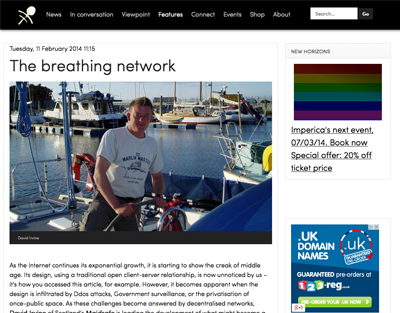 News In conversation Viewpoint Features Connect Events Shop About Search... Go
Tuesday, 11 February 2014 11:15
The breathing network
MARLIN
David Irvine
As the Internet continues its exponential growth, it is starting to show the creak of middle
age. Its design, using a traditional open client-server relationship, is now unnoticed by us –
it's how you accessed this article, for example. However, it becomes apparent when the
design is infiltrated by Ddos attacks, Government surveillance, or the privatisation of
once-public space. As these challenges become answered by decentralised networks,
David Irvine of Scotland's Maidsafe is leading the development of what might become a
NEW HORIZONS
Imperica's next event,
07/03/14. Book now
Special offer: 20% off
ticket price
.UK
DOMAIN
NAMES
.uk
GUARANTEED
GUARANTEED pre-orders at
123-reg.co.uk
PRE-ORDER YOUR .UK NOW
g+1